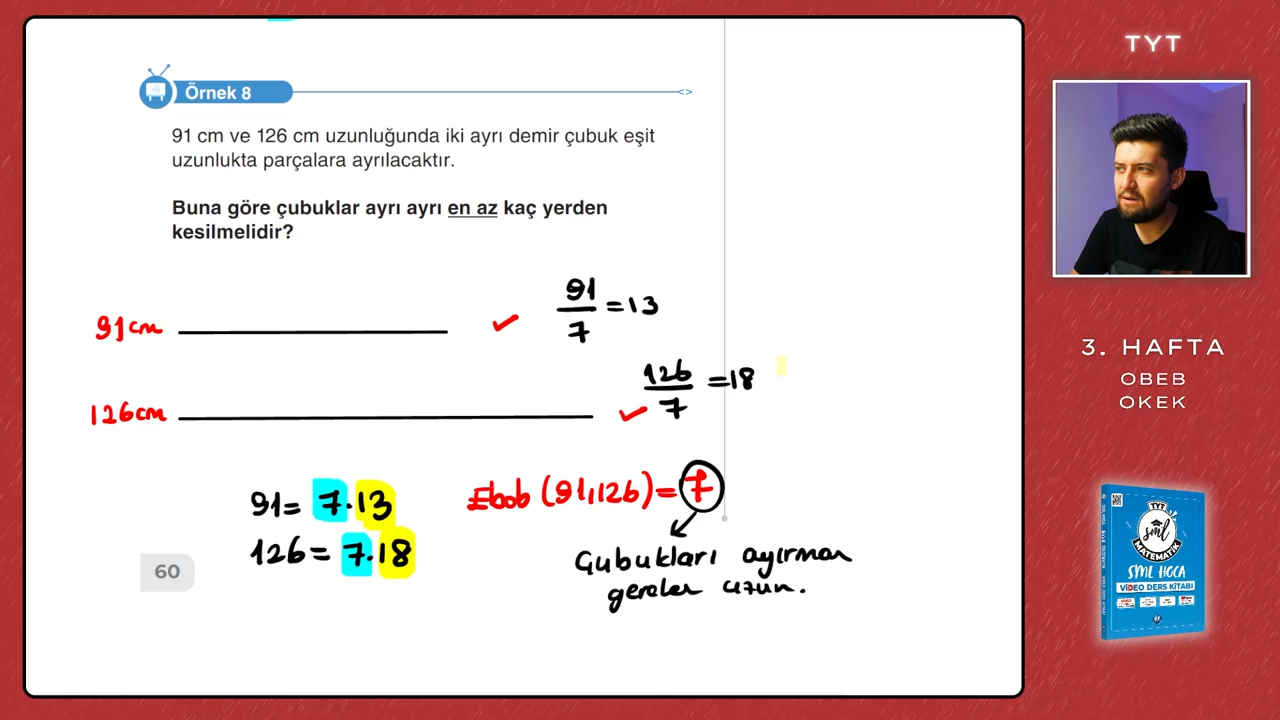 TYT
Örnek 8
91 cm ve 126 cm uzunluğunda iki ayrı demir çubuk eşit
uzunlukta parçalara ayrılacaktır.
Buna göre çubuklar ayrı ayrı en az kaç yerden
kesilmelidir?
91cm
91/7 = 13
126cm
126/7 = 18
91 = 7.13
126 = 7.18
Ebob (91,126) = 7
Çubukları ayırman
gereken uzun.
60
3. HAFTA
OBEB
OKEK
TYT
SML
MATEMATİK
SML HOCA
VİDEO DERS KİTABI